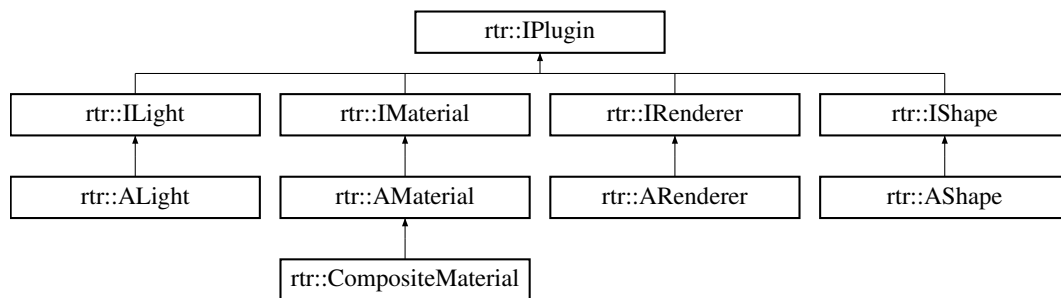 rtr::IPlugin
rtr::ILight
rtr::IMaterial
rtr::IRenderer
rtr::IShape
rtr::ALight
rtr::AMaterial
rtr::ARenderer
rtr::AShape
rtr::CompositeMaterial